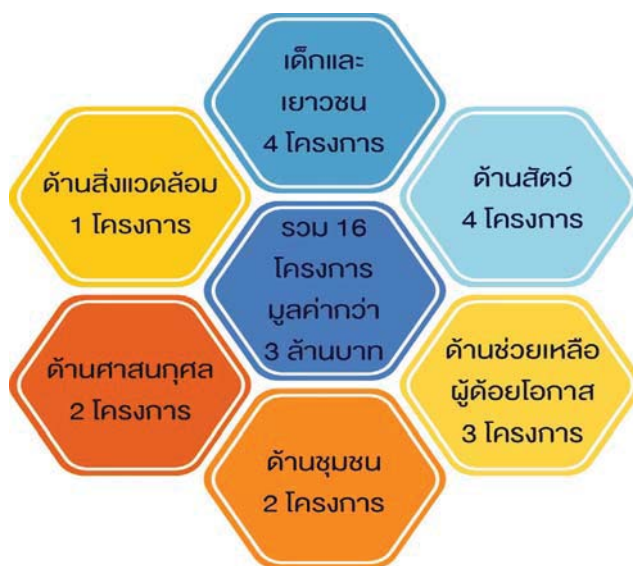 เด็กและ
เยาวชน
4 โครงการ
ด้านสิ่งแวดล้อม
1 โครงการ
ด้านสัตว์
4 โครงการ
รวม 16
โครงการ
มูลค่ากว่า
3 ล้านบาท
ด้านศาสนกุศล
2 โครงการ
ด้านช่วยเหลือ
ผู้ด้อยโอกาส
3 โครงการ
ด้านชุมชน
2 โครงการ